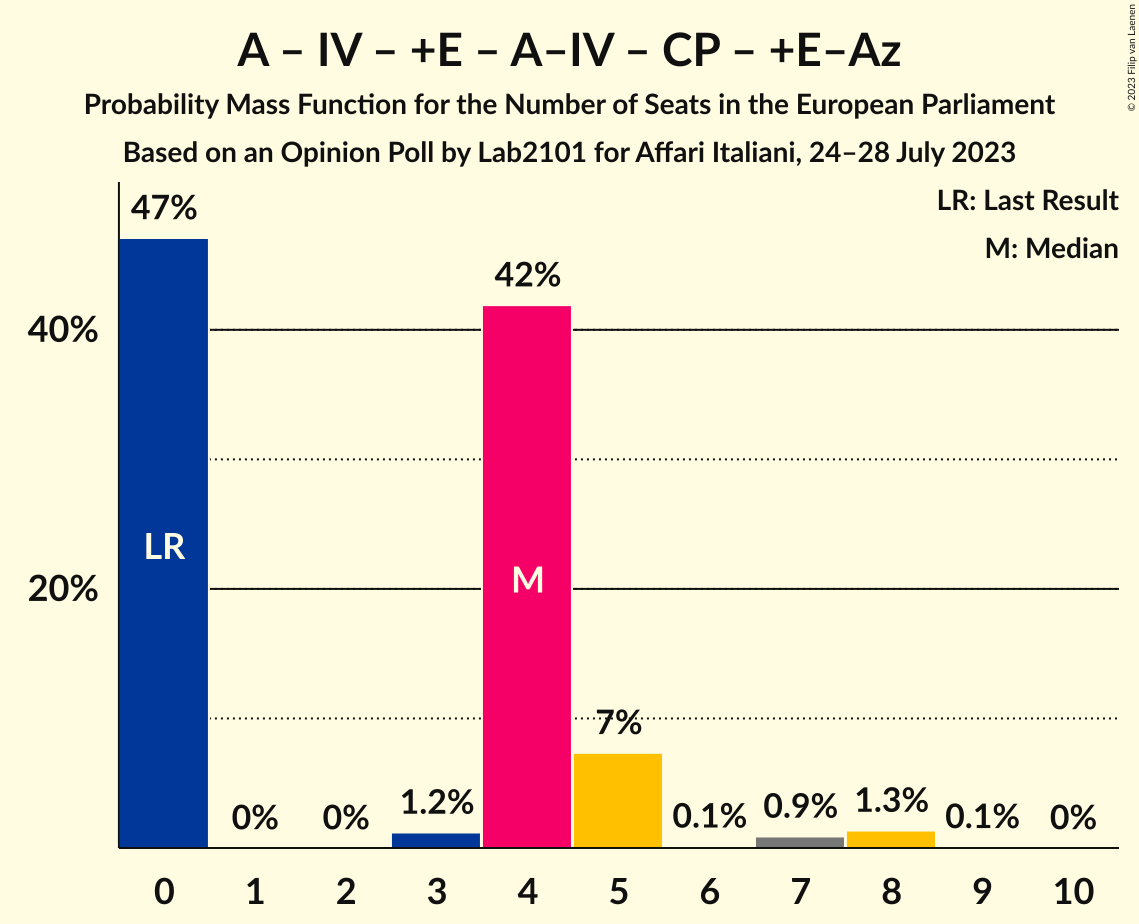 A – IV – +E – A–IV – CP – +E–Az
Probability Mass Function for the Number of Seats in the European Parliament
Based on an Opinion Poll by Lab2101 for Affari Italiani, 24–28 July 2023
© 2023 Filip van Laenen
LR: Last Result
M: Median
47%
42%
40%
LR
M
20%
7%
0%
0%
1.2%
0.1%
0.9%
1.3%
0.1%
0%
0 1 2 3 4 5 6 7 8 9 10